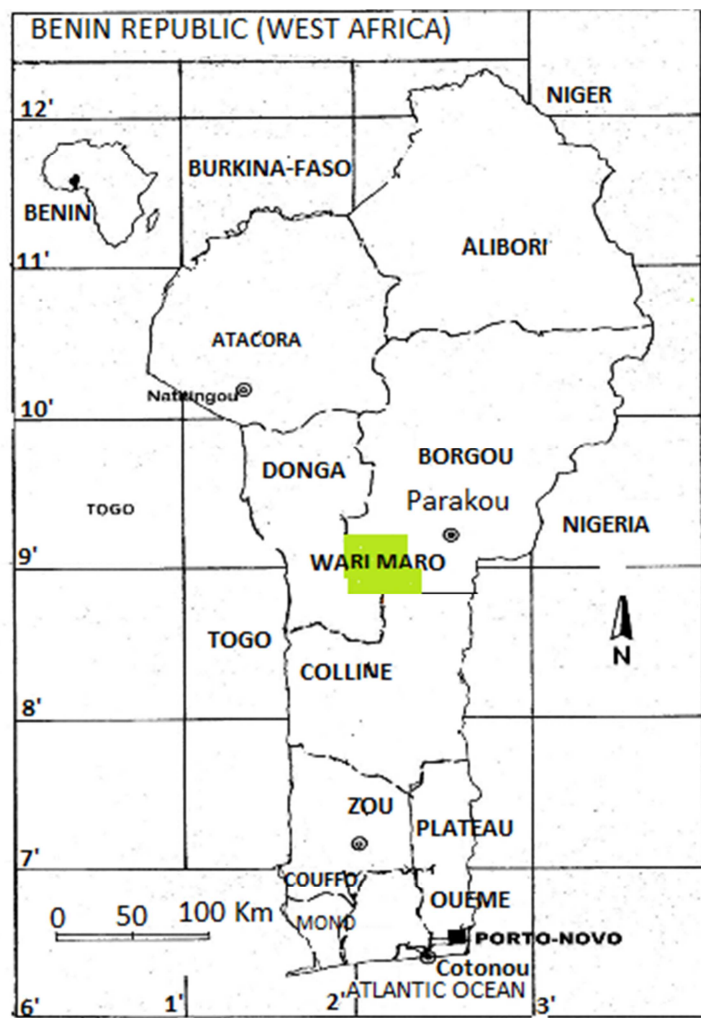 BENIN REPUBLIC (WEST AFRICA)
NIGER
12'
BURKINA-FASO
BENIN
ALIBORI
11'
ATACORA
Natitingou
10'
DONGA
BORGOU
Parakou
TOGO
NIGERIA
9'
WARI MARO
TOGO
N
COLLINE
8'
ZOU
PLATEAU
7'
COUFFO
OUEME
0 50 100 Km
MONO
PORTO-NOVO
Cotonou
ATLANTIC OCEAN
6' 1' 2' 3'